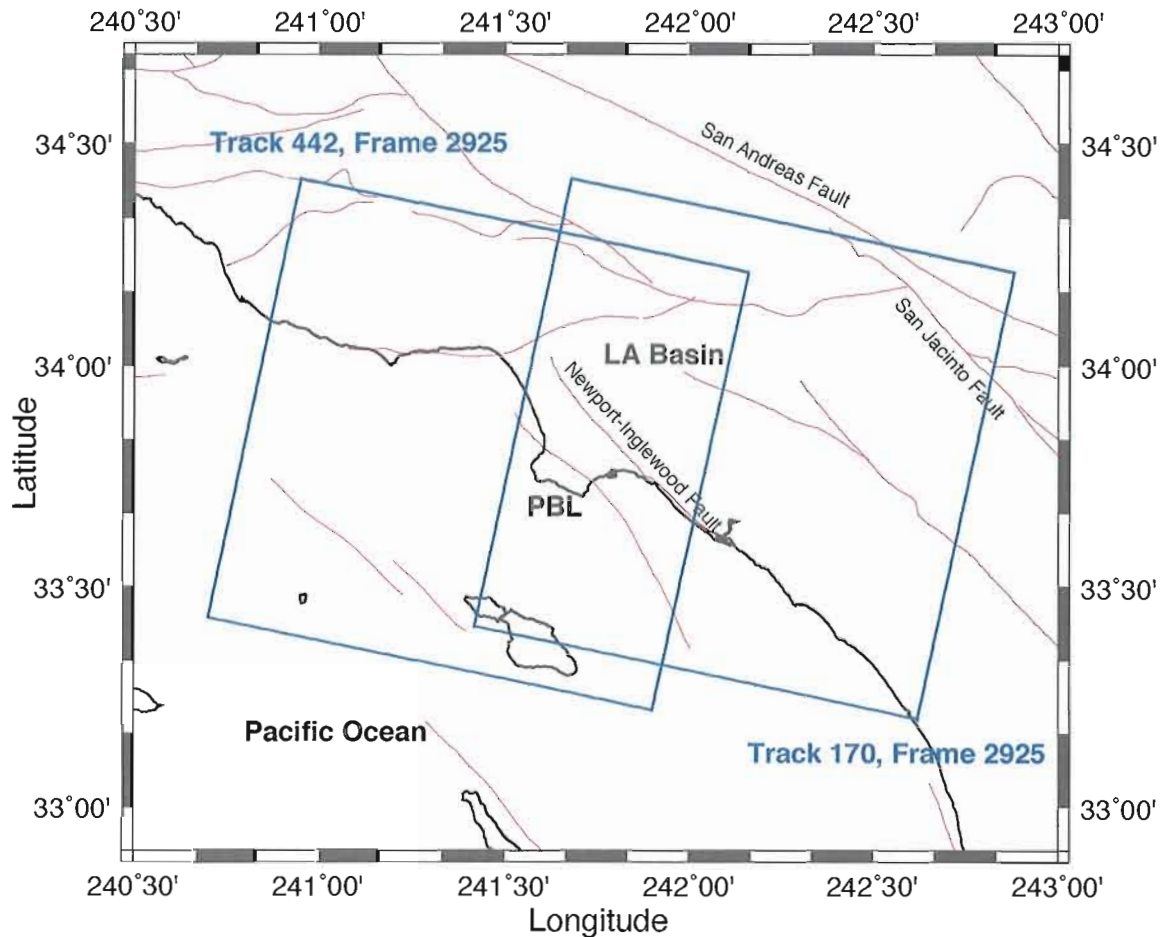 240˚30' 241˚00' 241˚30' 242˚00' 242˚30' 243˚00'
34˚30' 34˚30'
Track 442, Frame 2925
San Andreas Fault
34˚00' 34˚00'
LA Basin
San Jacinto Fault
Newport-Inglewood Fault
Latitude
PBL
33˚30' 33˚30'
Pacific Ocean
Track 170, Frame 2925
33˚00' 33˚00'
240˚30' 241˚00' 241˚30' 242˚00' 242˚30' 243˚00'
Longitude